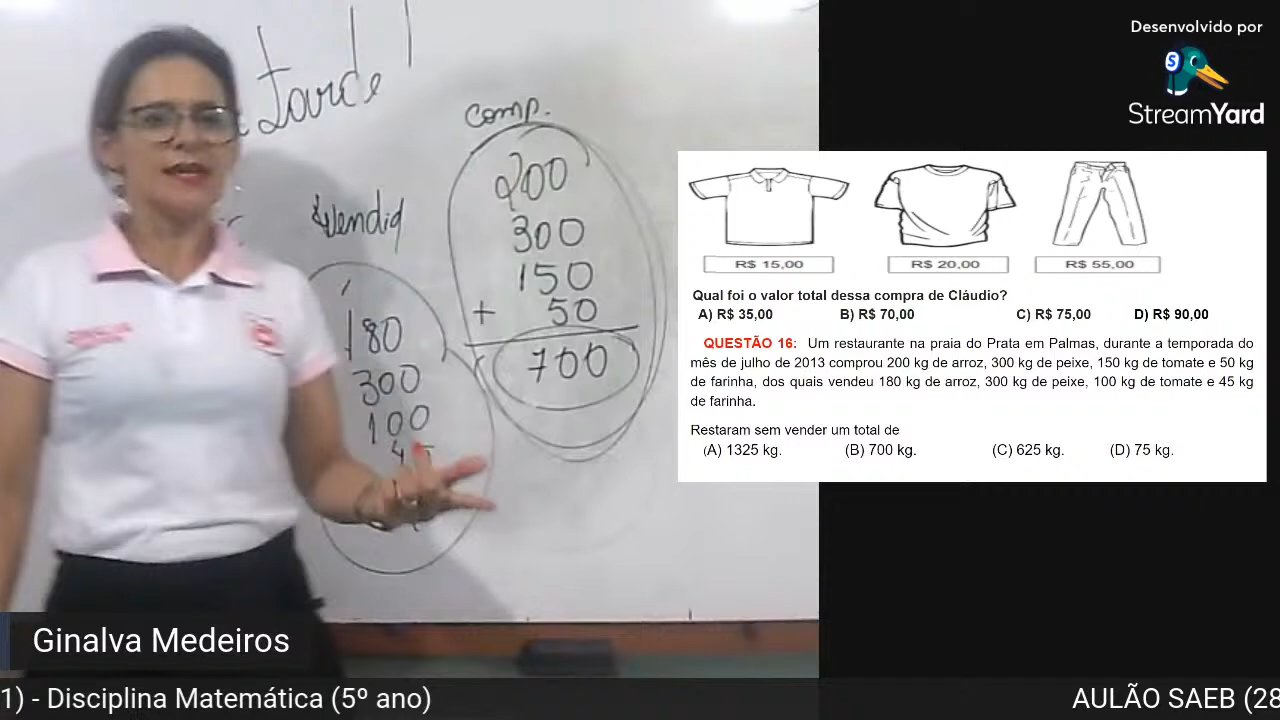 Desenvolvido por
StreamYard
tarde!
comp.
200
300
150
+ 50
700
180
300
100
R$ 15,00
R$ 20,00
R$ 55,00
Qual foi o valor total dessa compra de Cláudio?
A) R$ 35,00 B) R$ 70,00 C) R$ 75,00 D) R$ 90,00
QUESTÃO 16: Um restaurante na praia do Prata em Palmas, durante a temporada do
mês de julho de 2013 comprou 200 kg de arroz, 300 kg de peixe, 150 kg de tomate e 50 kg
de farinha, dos quais vendeu 180 kg de arroz, 300 kg de peixe, 100 kg de tomate e 45 kg
de farinha.
Restaram sem vender um total de
(A) 1325 kg. (B) 700 kg. (C) 625 kg. (D) 75 kg.
Ginalva Medeiros
1) - Disciplina Matemática (5º ano)
AULÃO SAEB (28